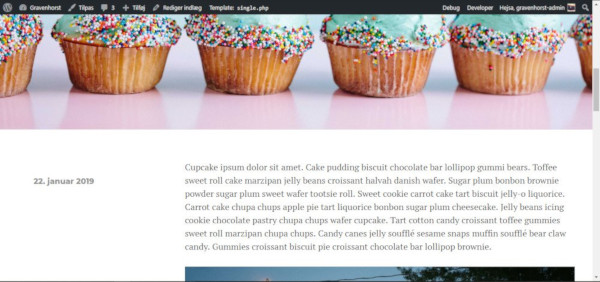 Gravenhorst Tilpas 3 Tilføj Rediger indlæg Template: single.php Debug Developer Hejsa, gravenhorst-admin
22. januar 2019
Cupcake ipsum dolor sit amet. Cake pudding biscuit chocolate bar lollipop gummi bears. Toffee
sweet roll cake marzipan jelly beans croissant halvah danish wafer. Sugar plum bonbon brownie
powder sugar plum sweet wafer tootsie roll. Sweet cookie carrot cake tart biscuit jelly-o liquorice.
Carrot cake chupa chups apple pie tart liquorice bonbon sugar plum cheesecake. Jelly beans icing
cookie chocolate pastry chupa chups wafer cupcake. Tart cotton candy croissant toffee gummies
sweet roll marzipan chupa chups. Candy canes jelly soufflé sesame snaps muffin soufflé bear claw
candy. Gummies croissant biscuit pie croissant chocolate bar lollipop brownie.